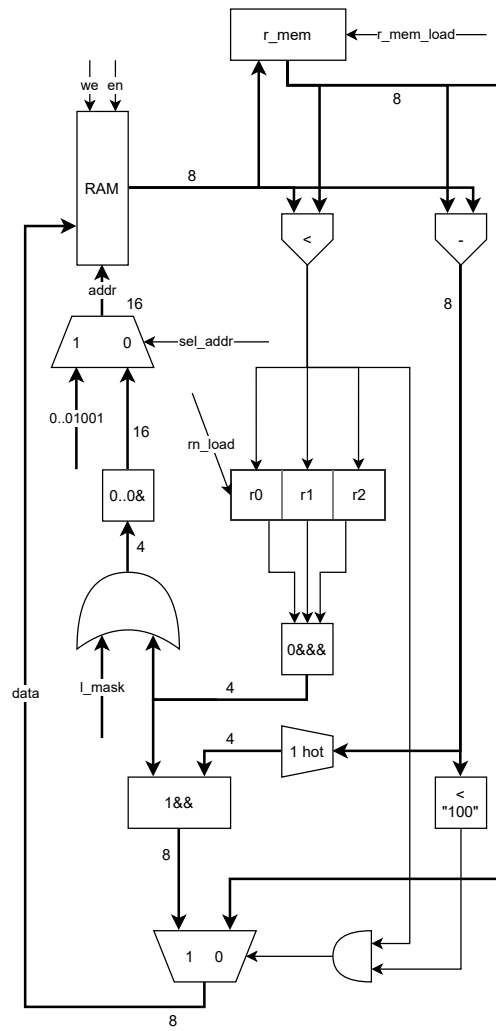 r_mem
r_mem_load
8
we en
RAM
8
<
-
8
addr
16
1 0
sel_addr
0..01001
16
rn_load
0..0&
r0 r1 r2
4
0&&&
l_mask
4
data
4
1 hot
1&&
<
"100"
8
1 0
8